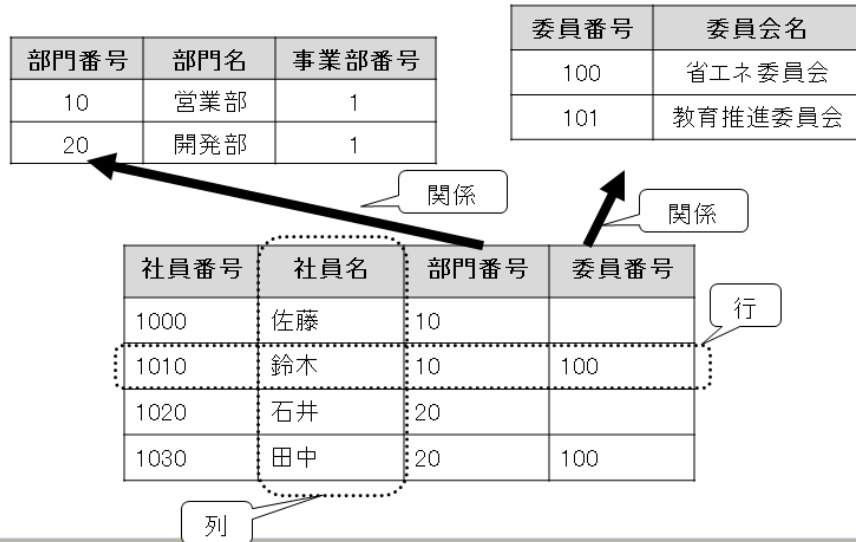 部門番号 部門名 事業部番号
10 営業部 1
20 開発部 1
委員番号 委員会名
100 省エネ委員会
101 教育推進委員会
関係
関係
社員番号 社員名 部門番号 委員番号
1000 佐藤 10
1010 鈴木 10 100
1020 石井 20
1030 田中 20 100
行
列